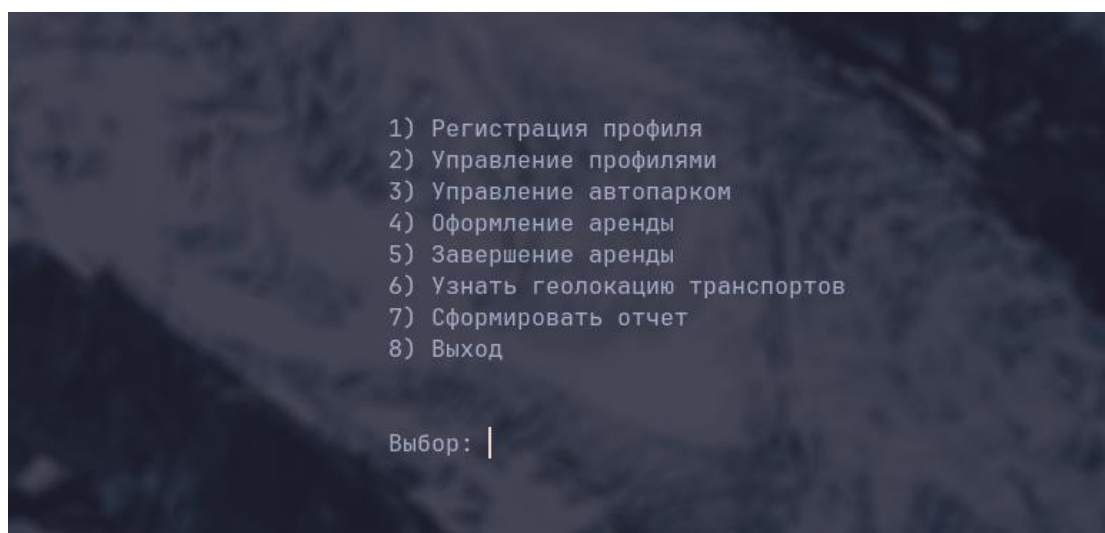 1) Регистрация профиля
2) Управление профилями
3) Управление автопарком
4) Оформление аренды
5) Завершение аренды
6) Узнать геолокацию транспортов
7) Сформировать отчет
8) Выход
Выбор: